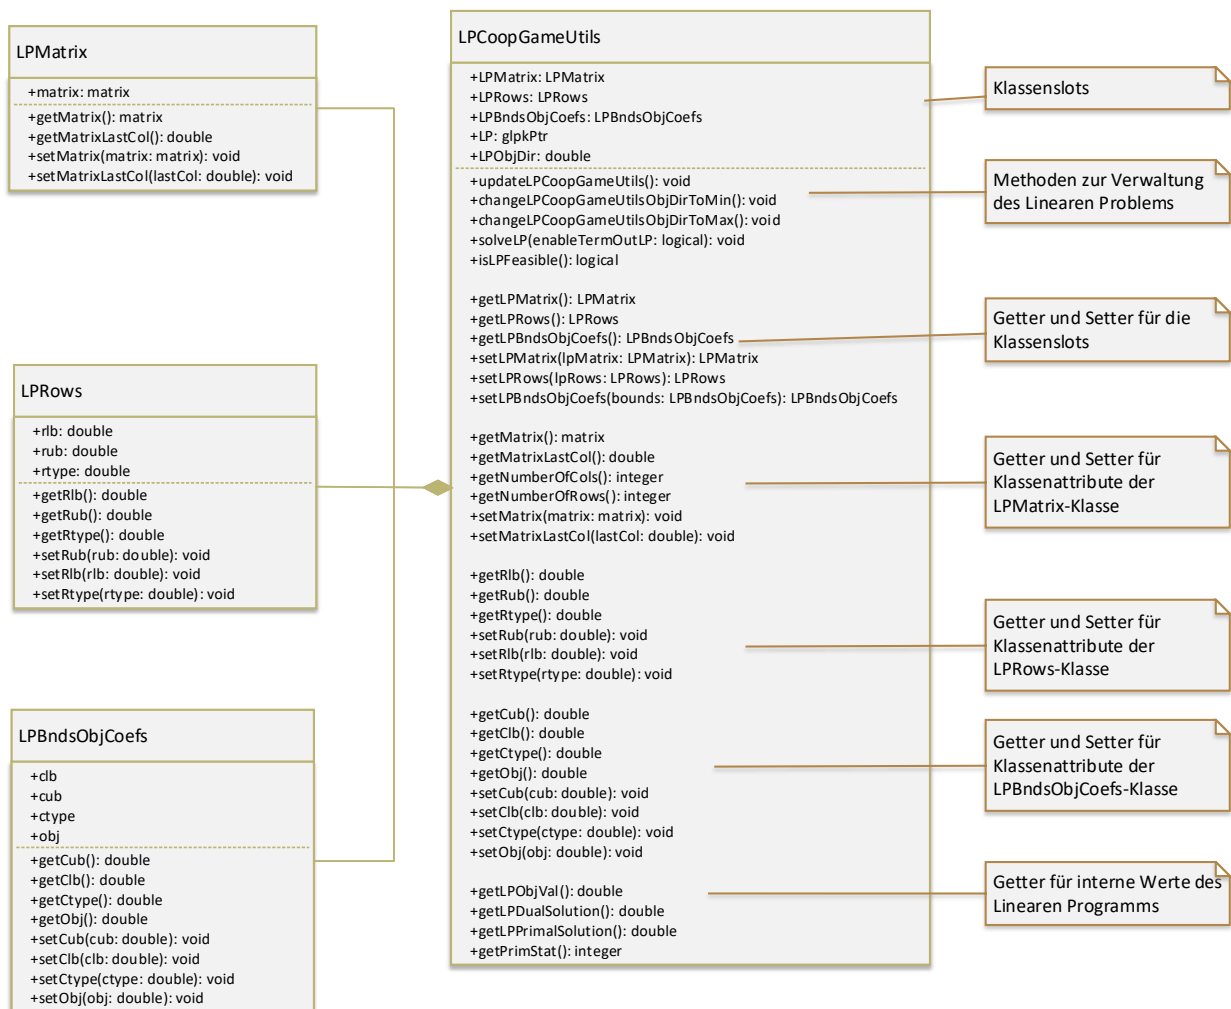 LPMatrix
+matrix: matrix
+getMatrix(): matrix
+getMatrixLastCol(): double
+setMatrix(matrix: matrix): void
+setMatrixLastCol(lastCol: double): void
LPRows
+rlb: double
+rub: double
+rtype: double
+getRlb(): double
+getRub(): double
+getRtype(): double
+setRub(rub: double): void
+setRlb(rlb: double): void
+setRtype(rtype: double): void
LPBndsObjCoefs
+clb
+cub
+ctype
+obj
+getCub(): double
+getClb(): double
+getCtype(): double
+getObj(): double
+setCub(cub: double): void
+setClb(clb: double): void
+setCtype(ctype: double): void
+setObj(obj: double): void
LPCoopGameUtils
+LPMatrix: LPMatrix
+LPRows: LPRows
+LPBndsObjCoefs: LPBndsObjCoefs
+LP: glpkPtr
+LPObjDir: double
+updateLPCoopGameUtils(): void
+changeLPCoopGameUtilsObjDirToMin(): void
+changeLPCoopGameUtilsObjDirToMax(): void
+solveLP(enableTermOutLP: logical): void
+isLPFeasible(): logical
+getLPMatrix(): LPMatrix
+getLPRows(): LPRows
+getLPBndsObjCoefs(): LPBndsObjCoefs
+setLPMatrix(lpMatrix: LPMatrix): LPMatrix
+setLPRows(lpRows: LPRows): LPRows
+setLPBndsObjCoefs(bounds: LPBndsObjCoefs): LPBndsObjCoefs
+getMatrix(): matrix
+getMatrixLastCol(): double
+getNumberOfCols(): integer
+getNumberOfRows(): integer
+setMatrix(matrix: matrix): void
+setMatrixLastCol(lastCol: double): void
+getRlb(): double
+getRub(): double
+getRtype(): double
+setRub(rub: double): void
+setRlb(rlb: double): void
+setRtype(rtype: double): void
+getCub(): double
+getClb(): double
+getCtype(): double
+getObj(): double
+setCub(cub: double): void
+setClb(clb: double): void
+setCtype(ctype: double): void
+setObj(obj: double): void
+getLPObjVal(): double
+getLPDualSolution(): double
+getLPPrimalSolution(): double
+getPrimStat(): integer
Klassenslots
Methoden zur Verwaltung
des Linearen Problems
Getter und Setter für die
Klassenslots
Getter und Setter für
Klassenattribute der
LPMatrix-Klasse
Getter und Setter für
Klassenattribute der
LPRows-Klasse
Getter und Setter für
Klassenattribute der
LPBndsObjCoefs-Klasse
Getter für interne Werte des
Linearen Programms